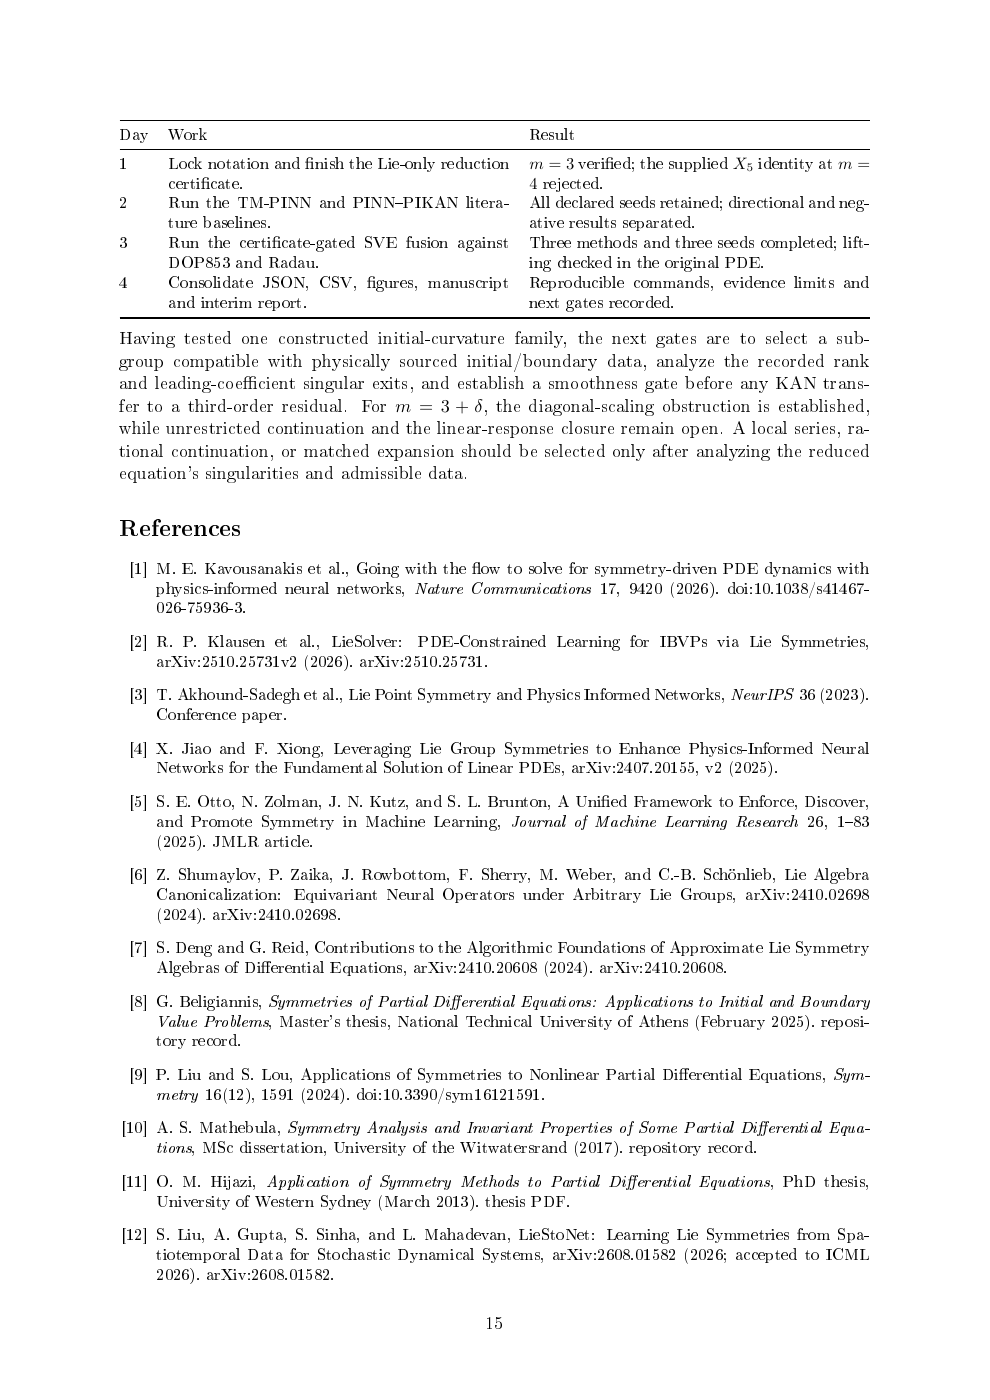 Day Work Result
1 Lock notation and finish the Lie-only reduction m = 3 verified; the supplied X5 identity at m =
certificate. 4 rejected.
2 Run the TM-PINN and PINN–PIKAN litera- All declared seeds retained; directional and neg-
ture baselines. ative results separated.
3 Run the certificate-gated SVE fusion against Three methods and three seeds completed; lift-
DOP853 and Radau. ing checked in the original PDE.
4 Consolidate JSON, CSV, figures, manuscript Reproducible commands, evidence limits and
and interim report. next gates recorded.
Having tested one constructed initial-curvature family, the next gates are to select a sub-
group compatible with physically sourced initial/boundary data, analyze the recorded rank
and leading-coefficient singular exits, and establish a smoothness gate before any KAN trans-
fer to a third-order residual. For m = 3 + δ, the diagonal-scaling obstruction is established,
while unrestricted continuation and the linear-response closure remain open. A local series, ra-
tional continuation, or matched expansion should be selected only after analyzing the reduced
equation's singularities and admissible data.
References
[1] M. E. Kavousanakis et al., Going with the flow to solve for symmetry-driven PDE dynamics with
physics-informed neural networks, Nature Communications 17, 9420 (2026). doi:10.1038/s41467-
026-75936-3.
[2] R. P. Klausen et al., LieSolver: PDE-Constrained Learning for IBVPs via Lie Symmetries,
arXiv:2510.25731v2 (2026). arXiv:2510.25731.
[3] T. Akhound-Sadegh et al., Lie Point Symmetry and Physics Informed Networks, NeurIPS 36 (2023).
Conference paper.
[4] X. Jiao and F. Xiong, Leveraging Lie Group Symmetries to Enhance Physics-Informed Neural
Networks for the Fundamental Solution of Linear PDEs, arXiv:2407.20155, v2 (2025).
[5] S. E. Otto, N. Zolman, J. N. Kutz, and S. L. Brunton, A Unified Framework to Enforce, Discover,
and Promote Symmetry in Machine Learning, Journal of Machine Learning Research 26, 1–83
(2025). JMLR article.
[6] Z. Shumaylov, P. Zaika, J. Rowbottom, F. Sherry, M. Weber, and C.-B. Schönlieb, Lie Algebra
Canonicalization: Equivariant Neural Operators under Arbitrary Lie Groups, arXiv:2410.02698
(2024). arXiv:2410.02698.
[7] S. Deng and G. Reid, Contributions to the Algorithmic Foundations of Approximate Lie Symmetry
Algebras of Differential Equations, arXiv:2410.20608 (2024). arXiv:2410.20608.
[8] G. Beligiannis, Symmetries of Partial Differential Equations: Applications to Initial and Boundary
Value Problems, Master's thesis, National Technical University of Athens (February 2025). reposi-
tory record.
[9] P. Liu and S. Lou, Applications of Symmetries to Nonlinear Partial Differential Equations, Sym-
metry 16(12), 1591 (2024). doi:10.3390/sym16121591.
[10] A. S. Mathebula, Symmetry Analysis and Invariant Properties of Some Partial Differential Equa-
tions, MSc dissertation, University of the Witwatersrand (2017). repository record.
[11] O. M. Hijazi, Application of Symmetry Methods to Partial Differential Equations, PhD thesis,
University of Western Sydney (March 2013). thesis PDF.
[12] S. Liu, A. Gupta, S. Sinha, and L. Mahadevan, LieStoNet: Learning Lie Symmetries from Spa-
tiotemporal Data for Stochastic Dynamical Systems, arXiv:2608.01582 (2026; accepted to ICML
2026). arXiv:2608.01582.
15